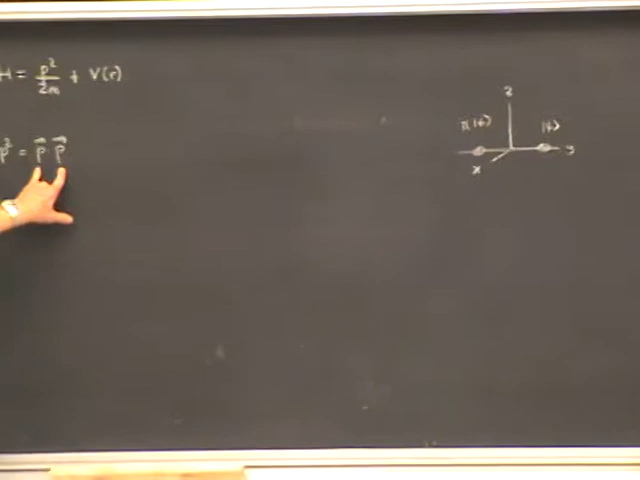 H = p²/2m + V(r)
p² = p⃗ p⃗
z
π|ψ> |ψ>
y
x